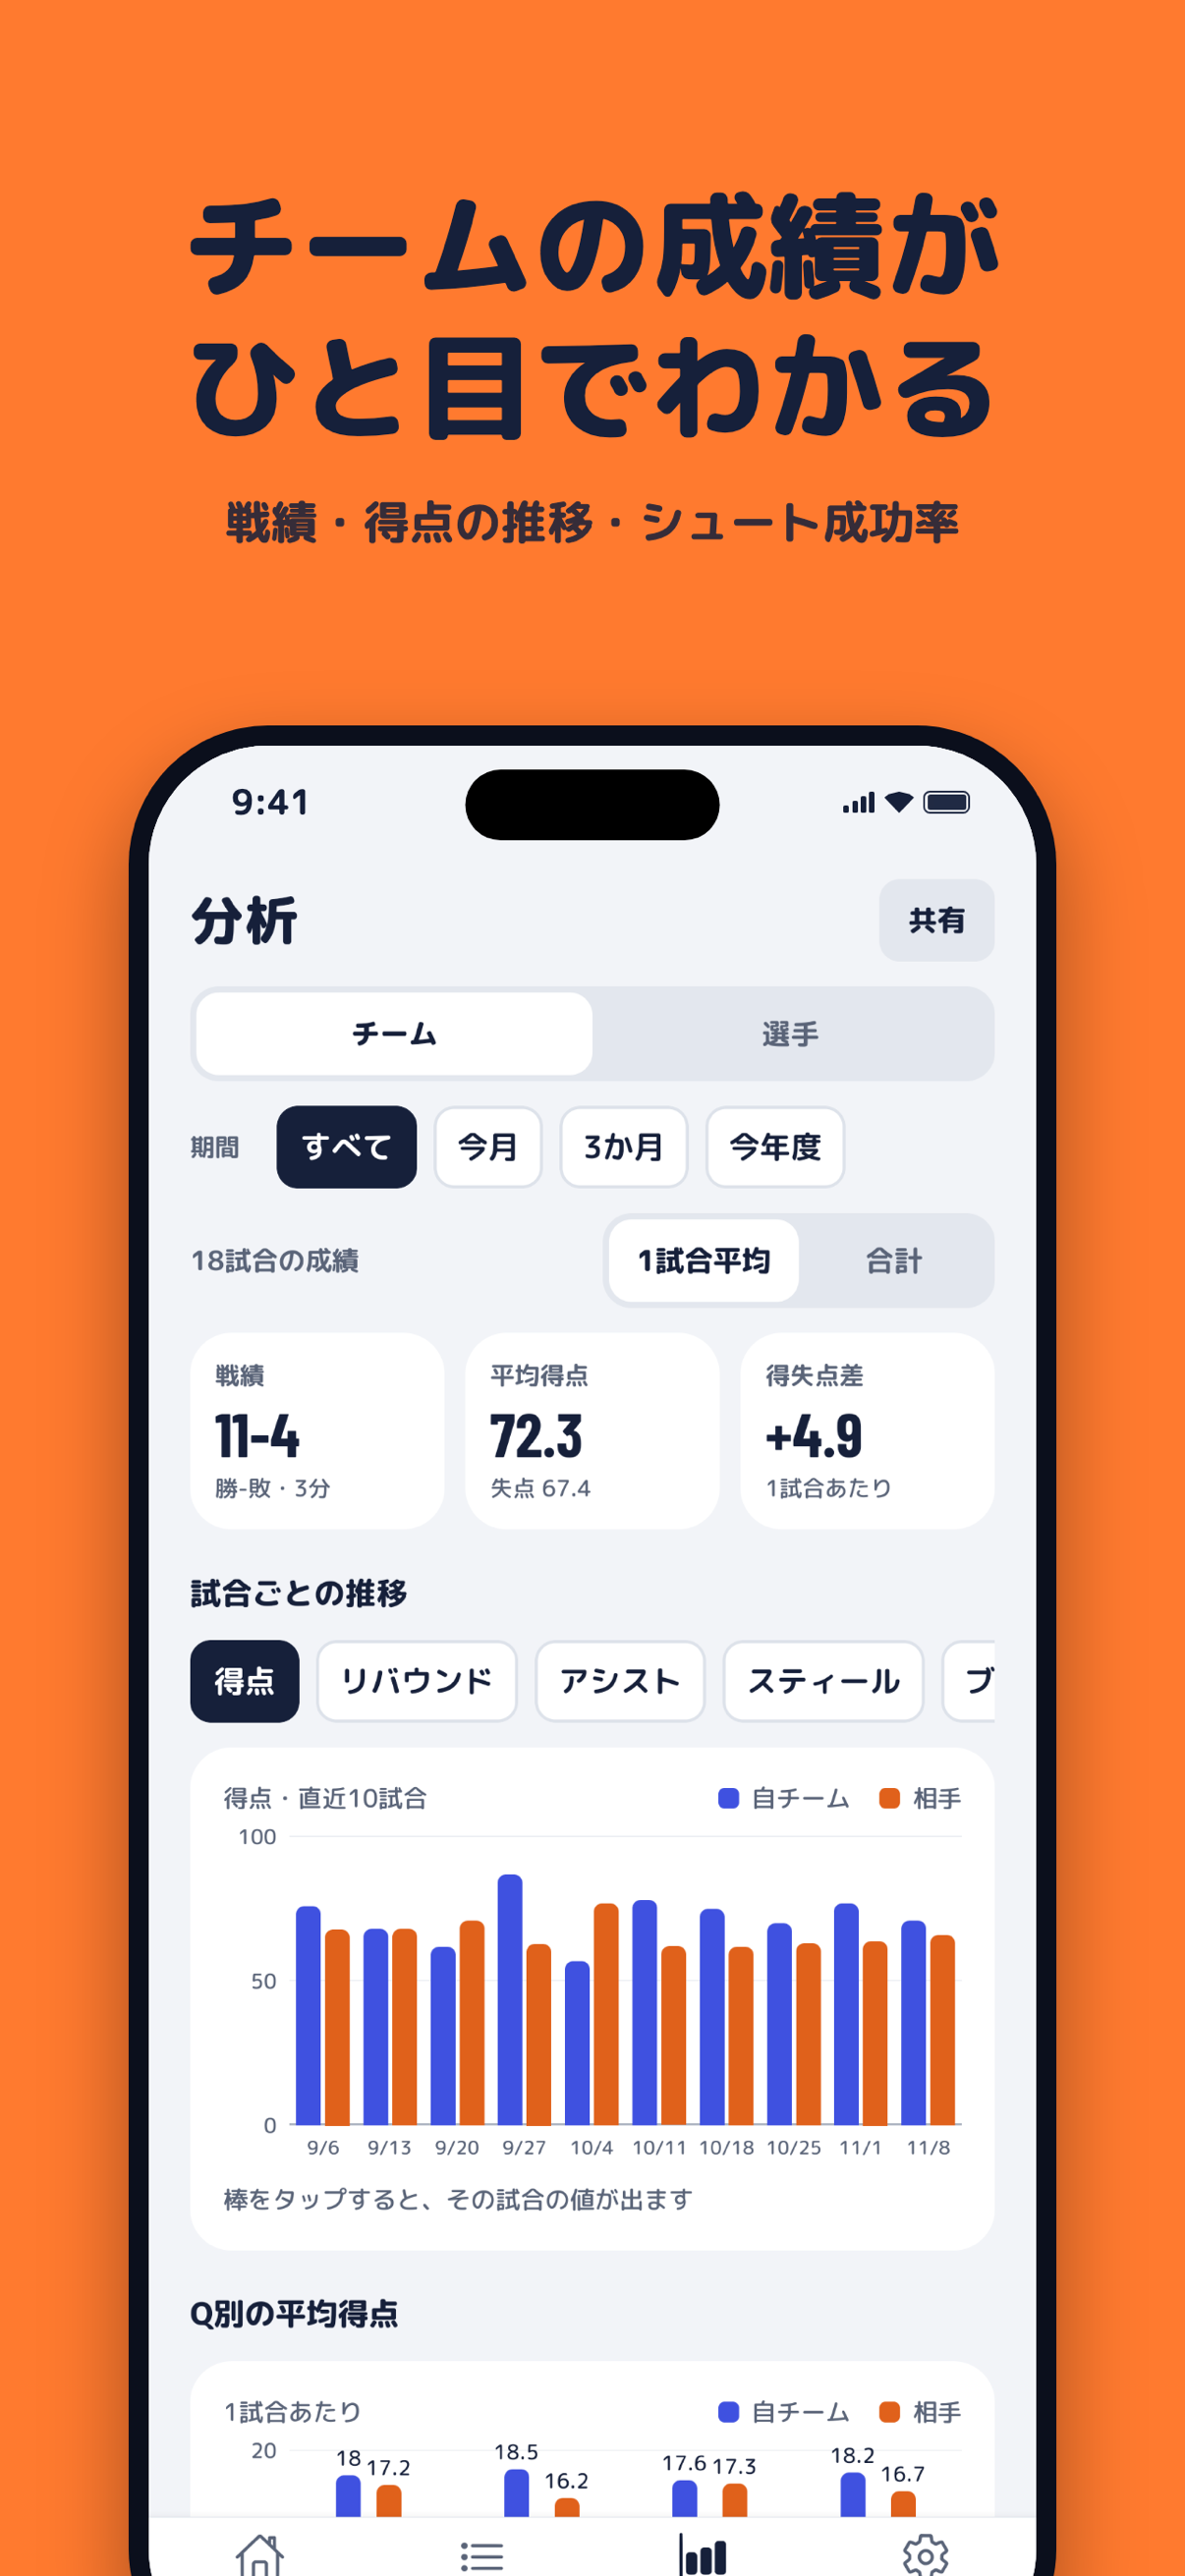 チームの成績が
ひと目でわかる
戦績・得点の推移・シュート成功率
9:41
分析
共有
チーム 選手
期間 すべて 今月 3か月 今年度
18試合の成績 1試合平均 合計
戦績 平均得点 得失点差
11-4 72.3 +4.9
勝-敗・3分 失点 67.4 1試合あたり
試合ごとの推移
得点 リバウンド アシスト スティール ブ
得点・直近10試合 自チーム 相手
100
50
0
9/6 9/13 9/20 9/27 10/4 10/11 10/18 10/25 11/1 11/8
棒をタップすると、その試合の値が出ます
Q別の平均得点
1試合あたり 自チーム 相手
20 18 17.2 18.5 16.2 17.6 17.3 18.2 16.7